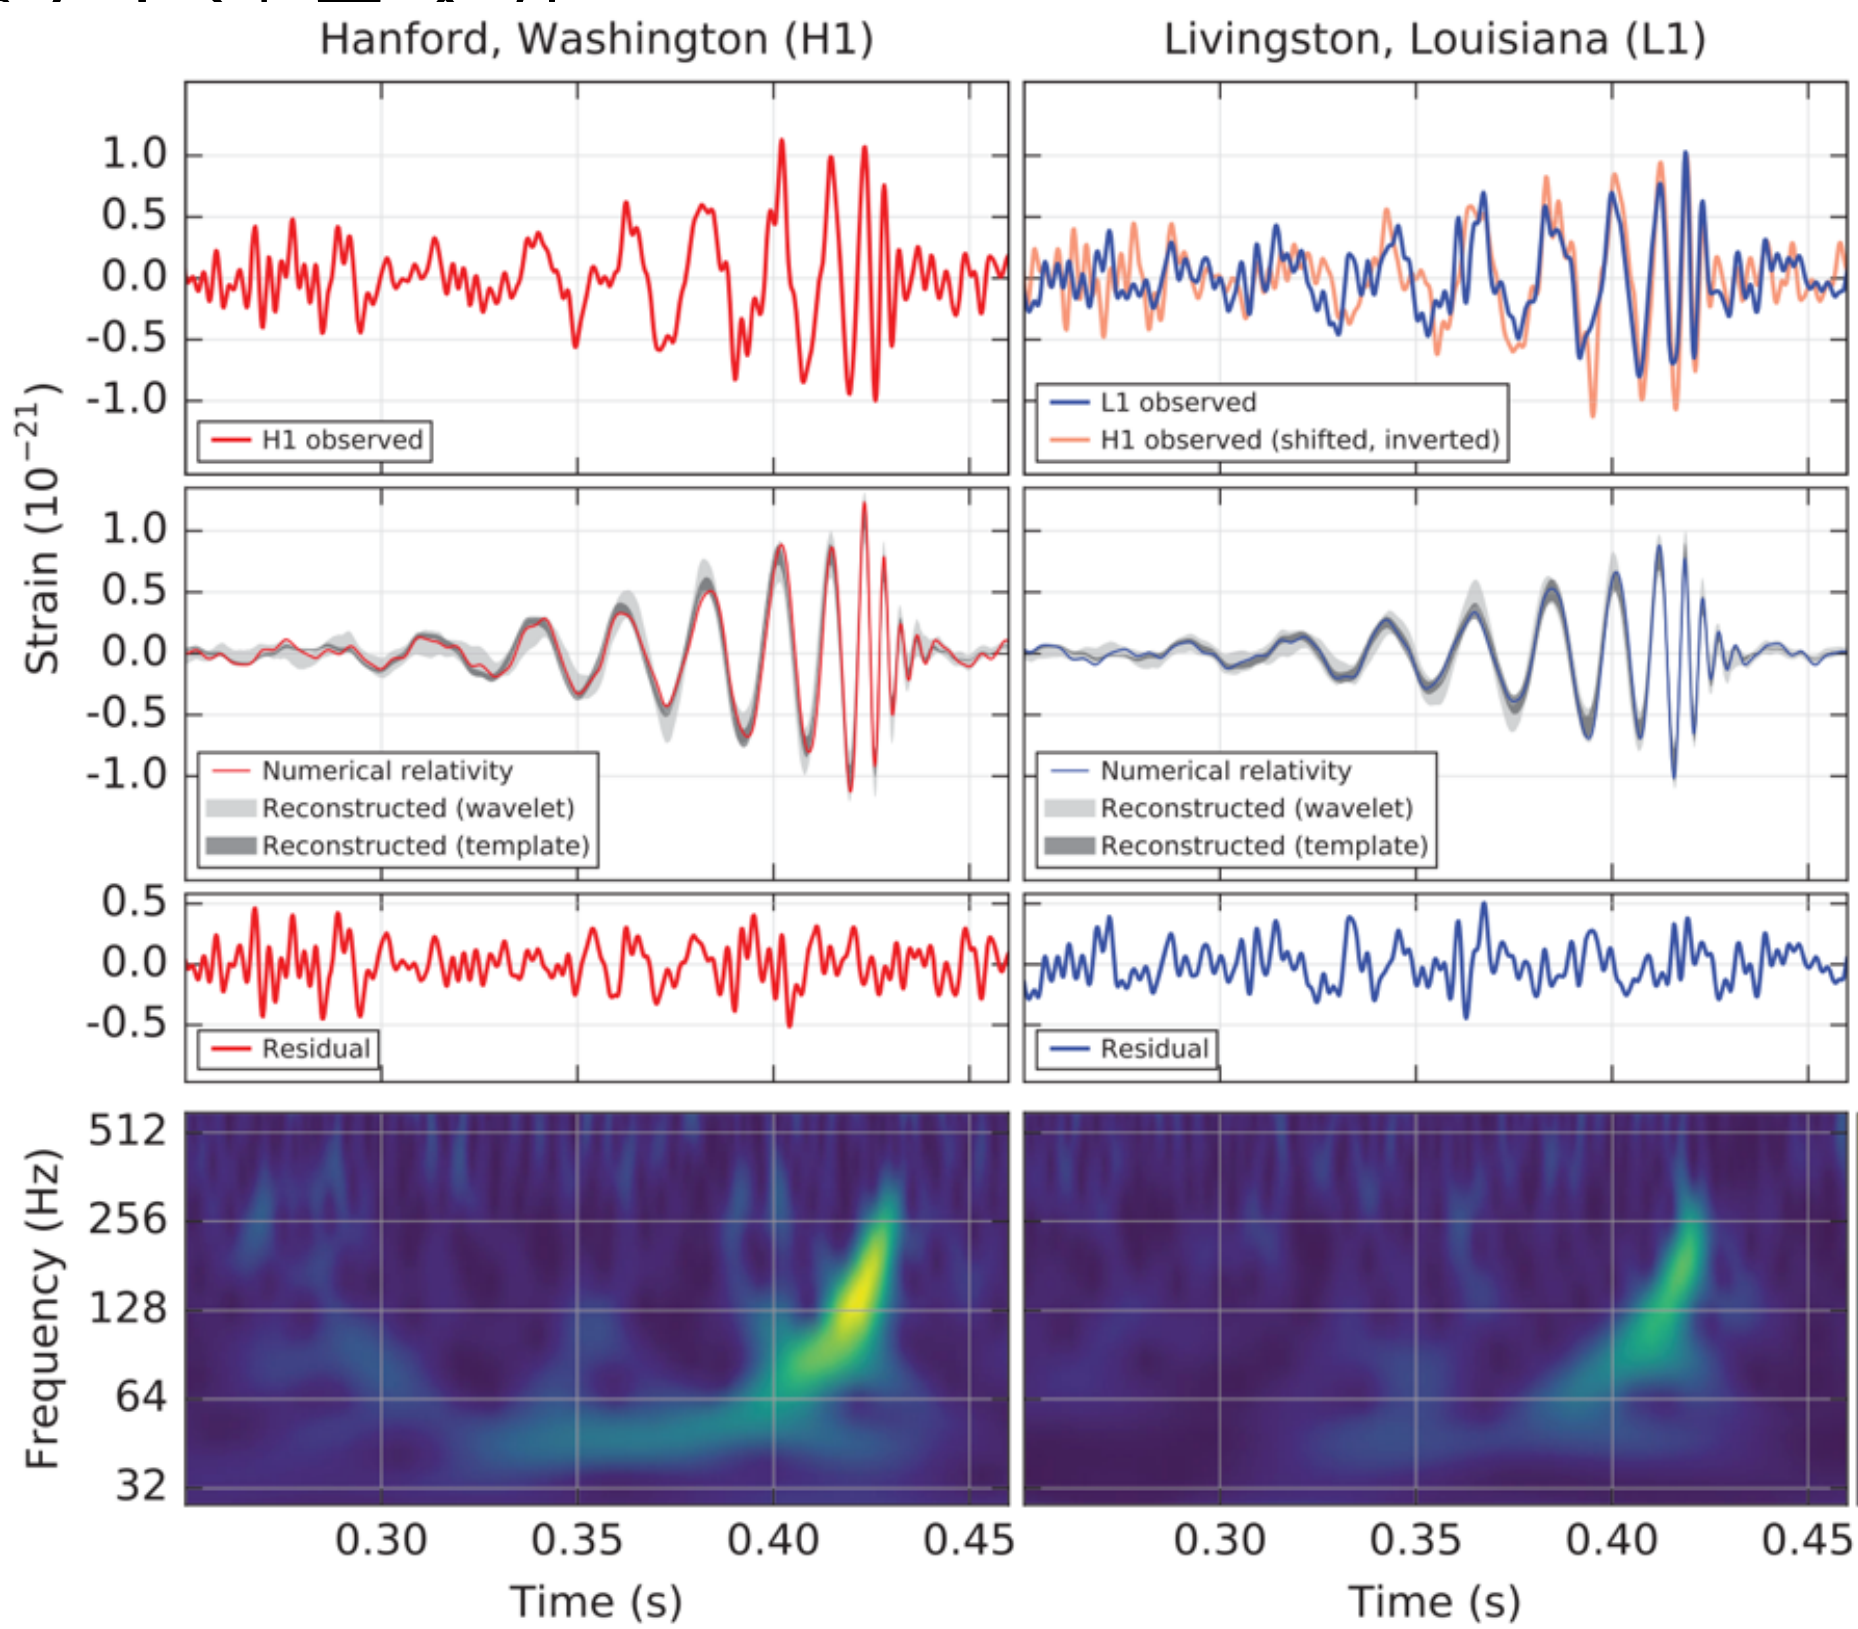 Hanford, Washington (H1)
Livingston, Louisiana (L1)
Strain (10⁻²¹)
1.0
0.5
0.0
-0.5
-1.0
H1 observed
L1 observed
H1 observed (shifted, inverted)
1.0
0.5
0.0
-0.5
-1.0
Numerical relativity
Reconstructed (wavelet)
Reconstructed (template)
Numerical relativity
Reconstructed (wavelet)
Reconstructed (template)
0.5
0.0
-0.5
Residual
Residual
Frequency (Hz)
512
256
128
64
32
0.30 0.35 0.40 0.45
0.30 0.35 0.40 0.45
Time (s)
Time (s)